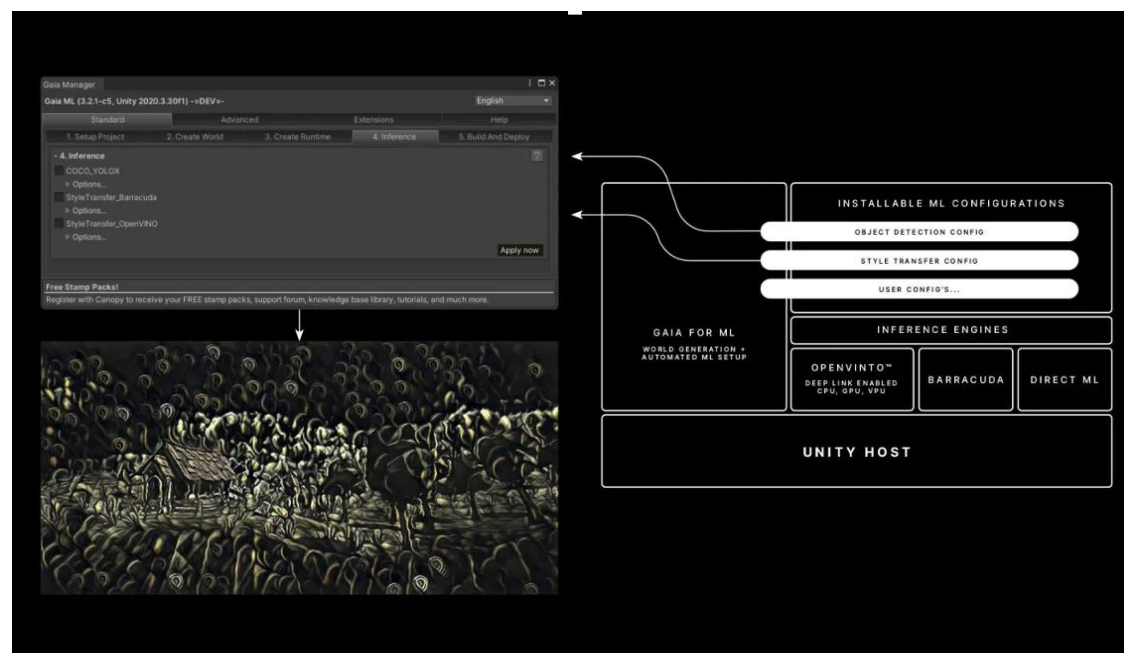 Gaia Manager
Gaia ML (3.2.1-c5, Unity 2020.3.30f1) -=DEV=-
English
Standard Advanced Extensions Help
1. Setup Project 2. Create World 3. Create Runtime 4. Inference 5. Build And Deploy
- 4. Inference ?
COCO_YOLOX
Options...
StyleTransfer_Barracuda
Options...
StyleTransfer_OpenVINO
Options...
Apply now
Free Stamp Packs!
Register with Canopy to receive your FREE stamp packs, support forum, knowledge base library, tutorials, and much more.
INSTALLABLE ML CONFIGURATIONS
OBJECT DETECTION CONFIG
STYLE TRANSFER CONFIG
USER CONFIG'S...
GAIA FOR ML
WORLD GENERATION +
AUTOMATED ML SETUP
INFERENCE ENGINES
OPENVINTO™
DEEP LINK ENABLED
CPU, GPU, VPU
BARRACUDA
DIRECT ML
UNITY HOST